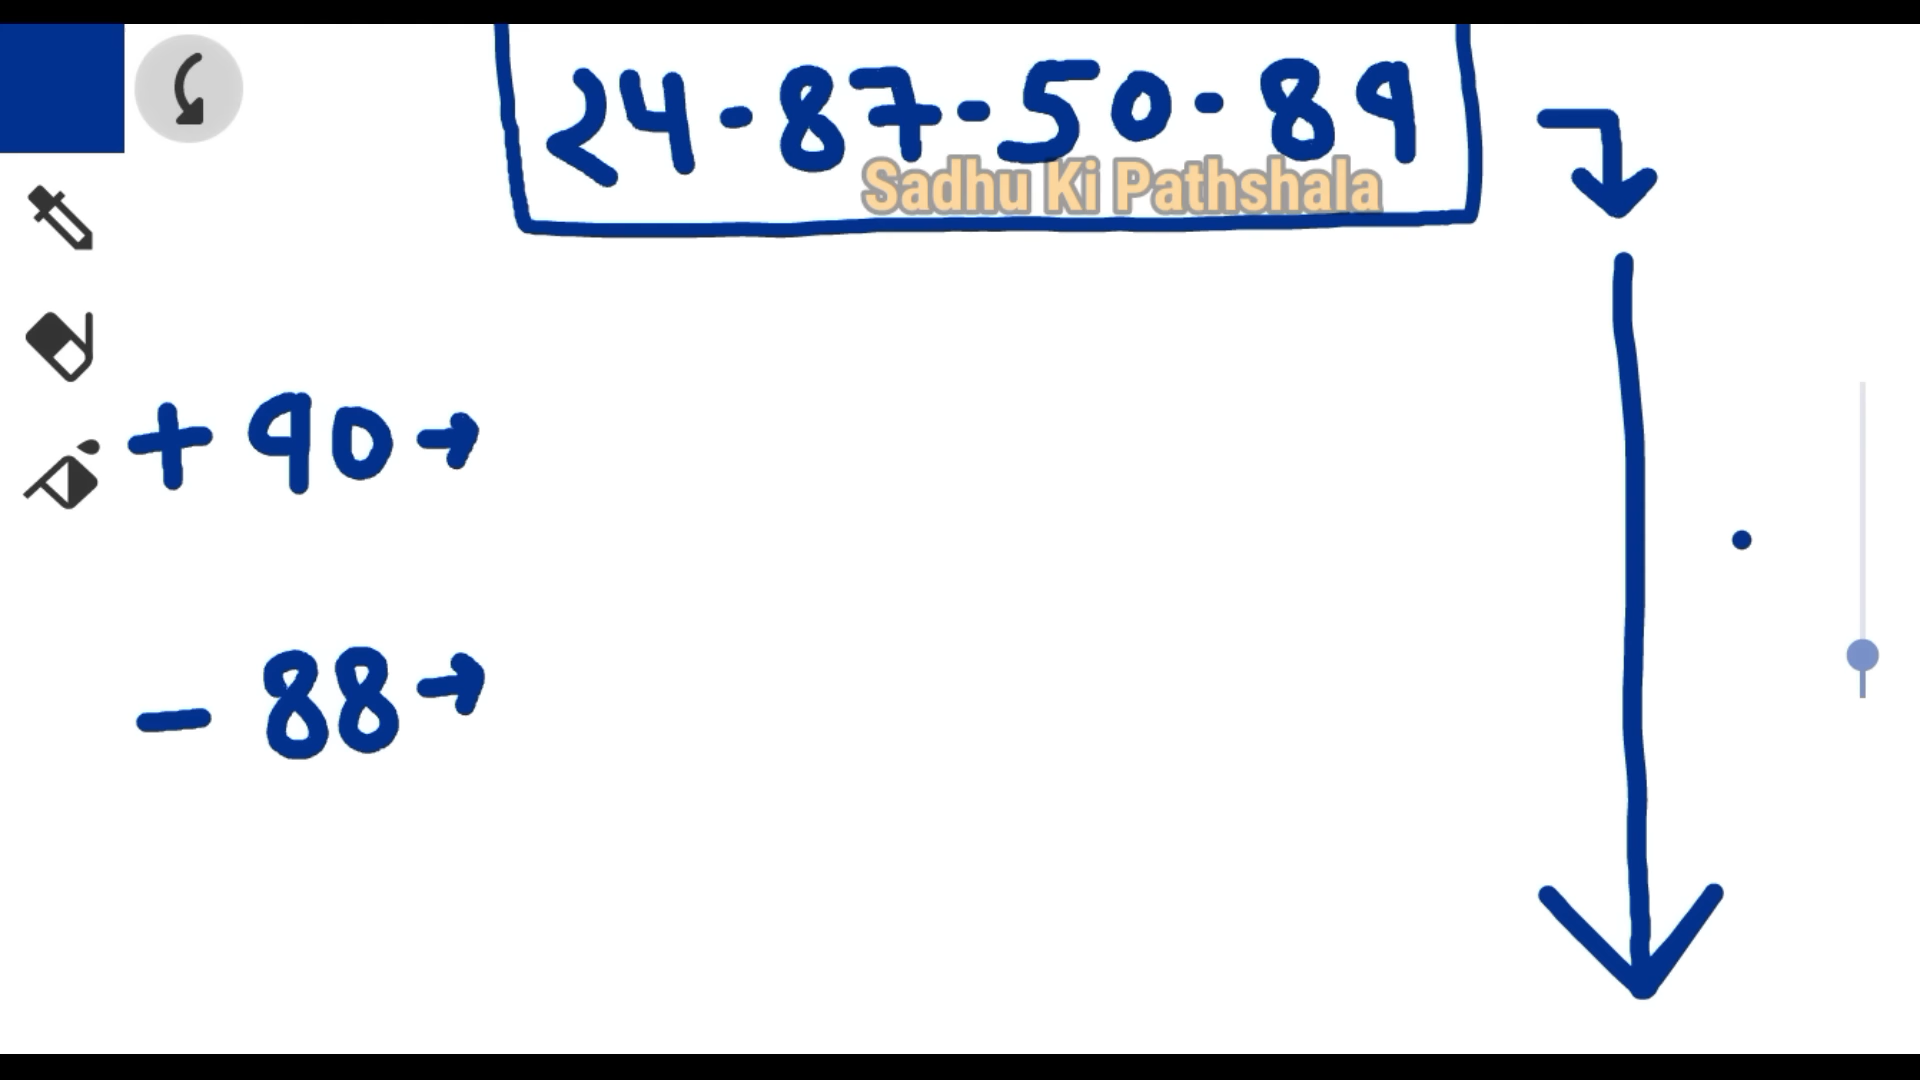 24-87-50-89
Sadhu Ki Pathshala
+ 90 →
- 88 →